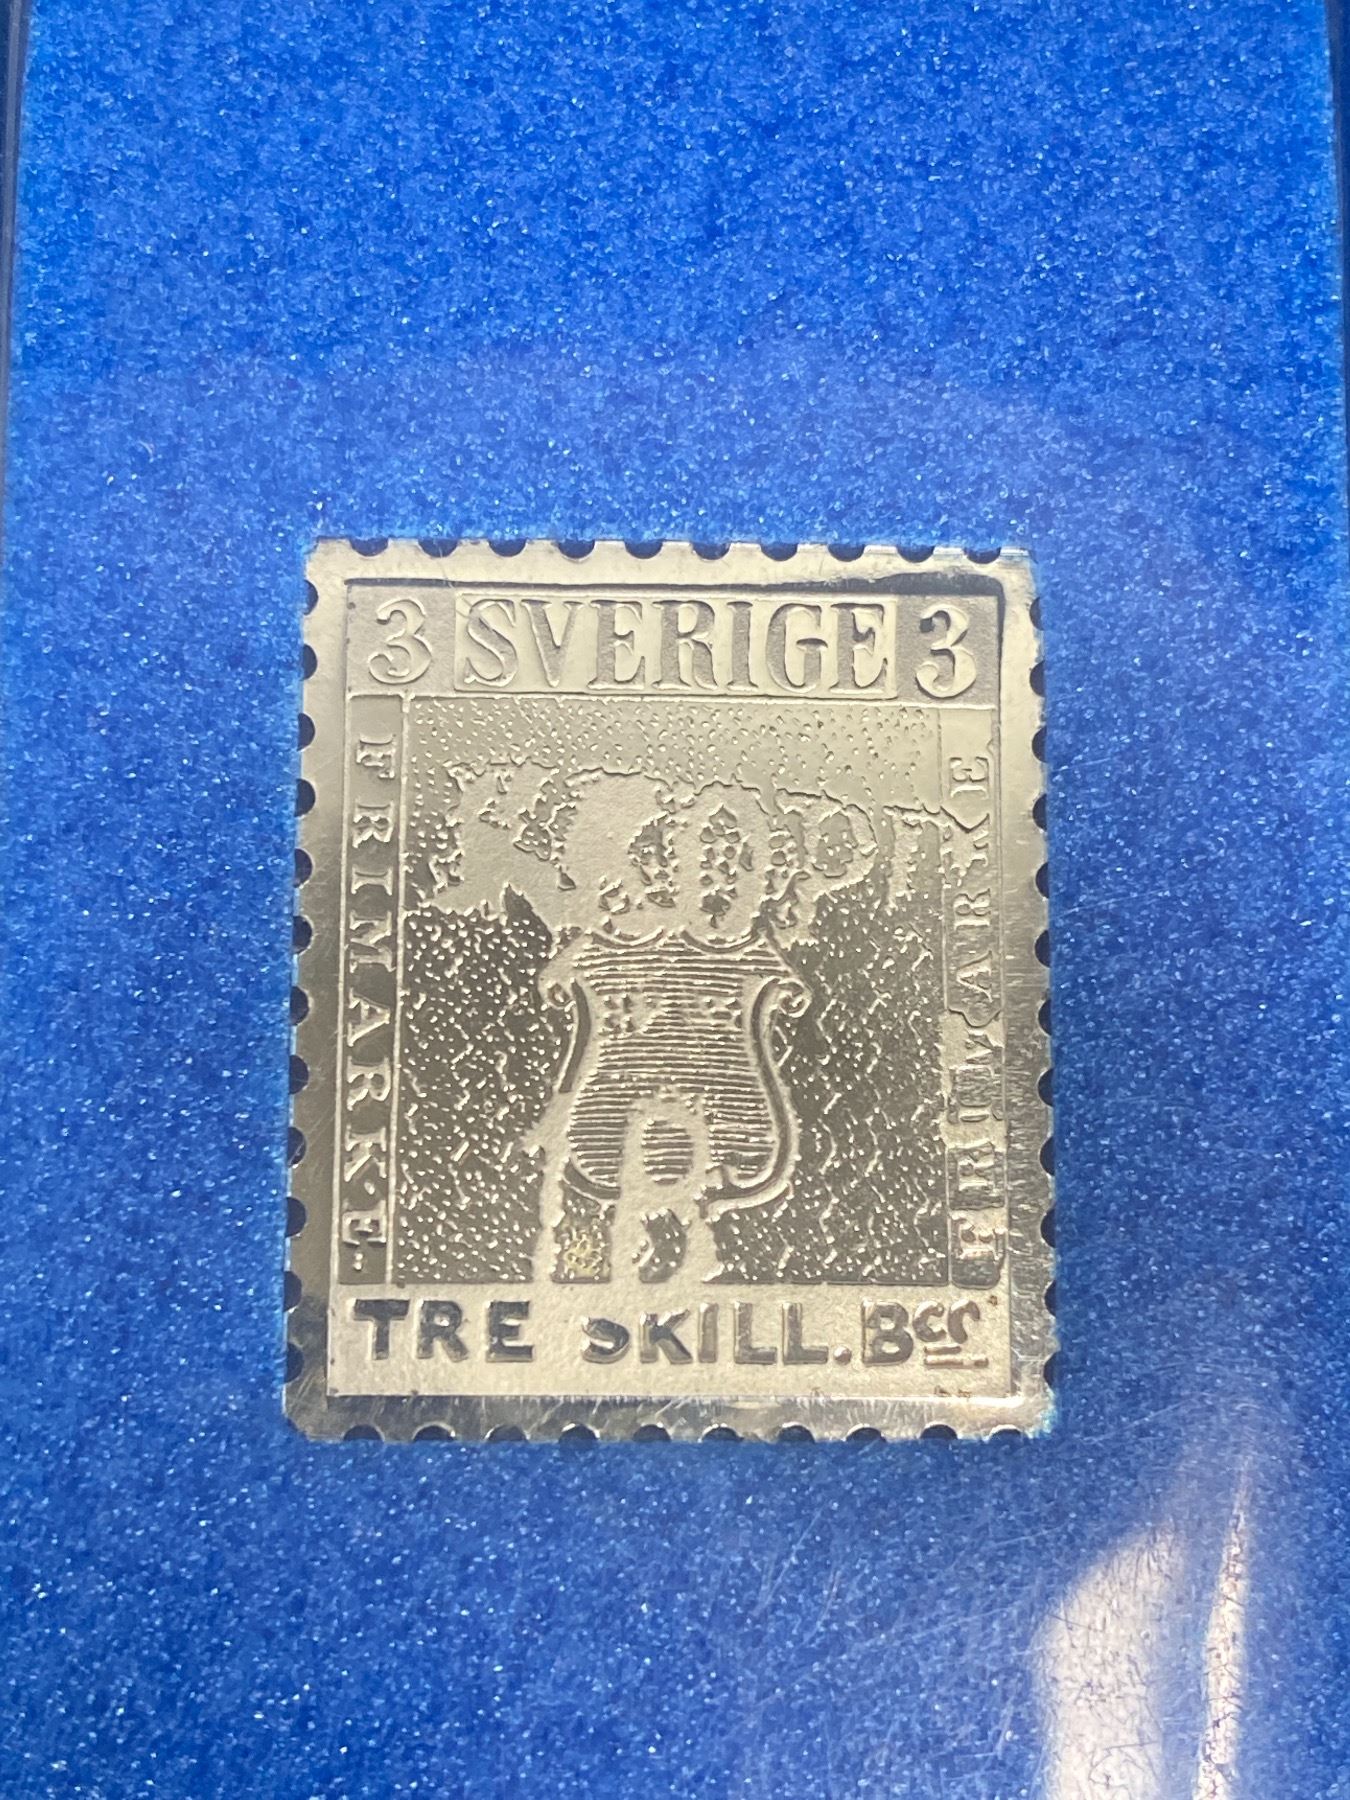 3 SVERIGE 3
FRIMARKE.
FRIMARKE
TRE SKILL. Bco